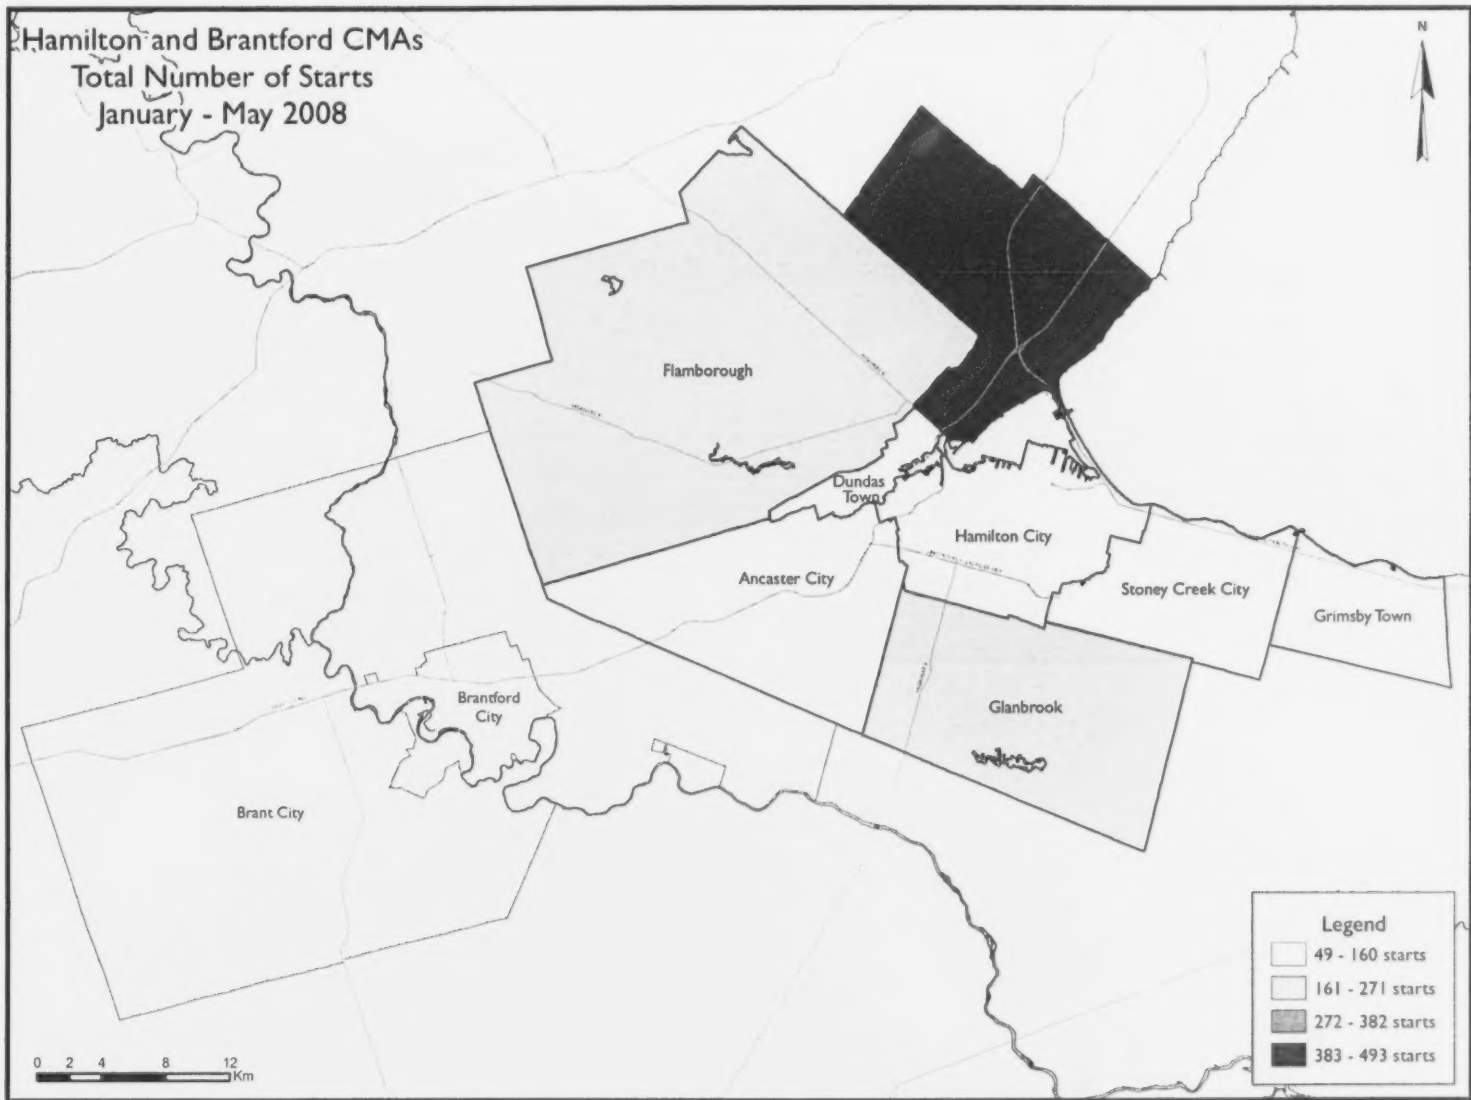 Hamilton and Brantford CMAs
Total Number of Starts
January - May 2008
N
Flamborough
Dundas
Town
Hamilton City
Ancaster City
Stoney Creek City
Grimsby Town
Brantford
City
Glanbrook
Brant City
Legend
49 - 160 starts
161 - 271 starts
272 - 382 starts
383 - 493 starts
0 2 4 8 12
Km